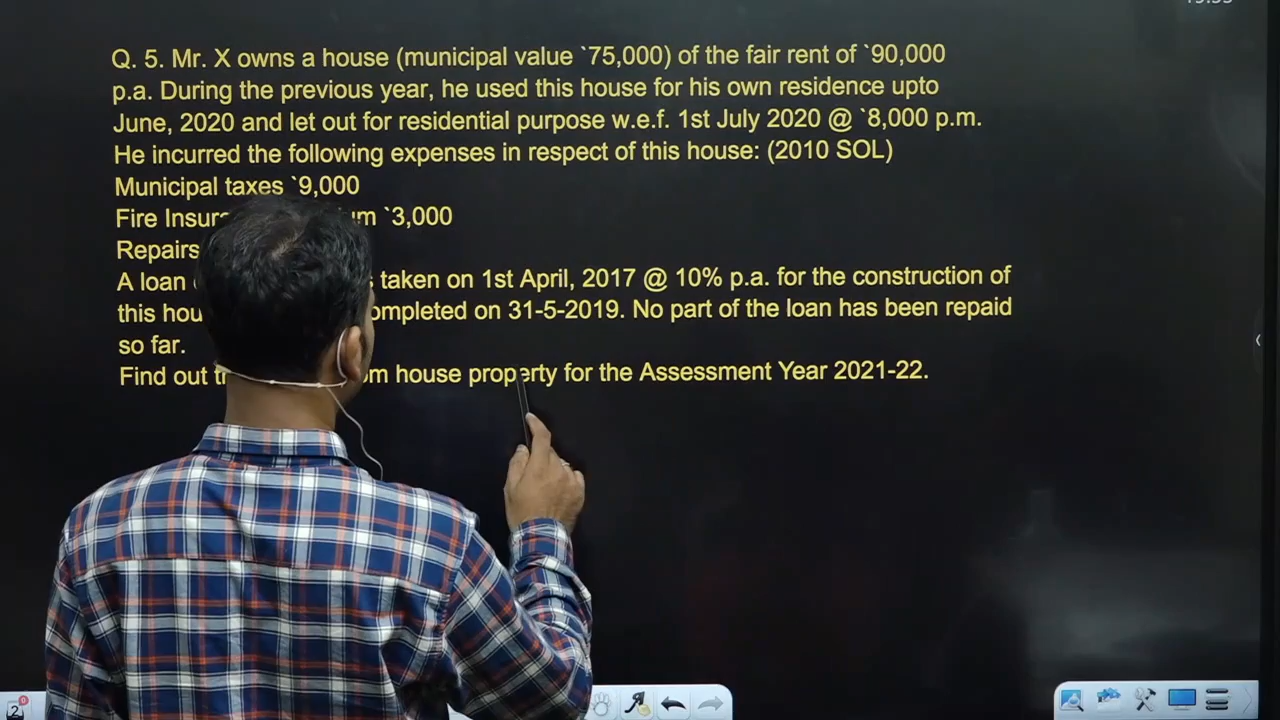 Q. 5. Mr. X owns a house (municipal value `75,000) of the fair rent of `90,000
p.a. During the previous year, he used this house for his own residence upto
June, 2020 and let out for residential purpose w.e.f. 1st July 2020 @ `8,000 p.m.
He incurred the following expenses in respect of this house: (2010 SOL)
Municipal taxes `9,000
Fire `3,000
Repairs
A loan taken on 1st April, 2017 @ 10% p.a. for the construction of
this on 31-5-2019. No part of the loan has been repaid
so far.
Find out house property for the Assessment Year 2021-22.
2